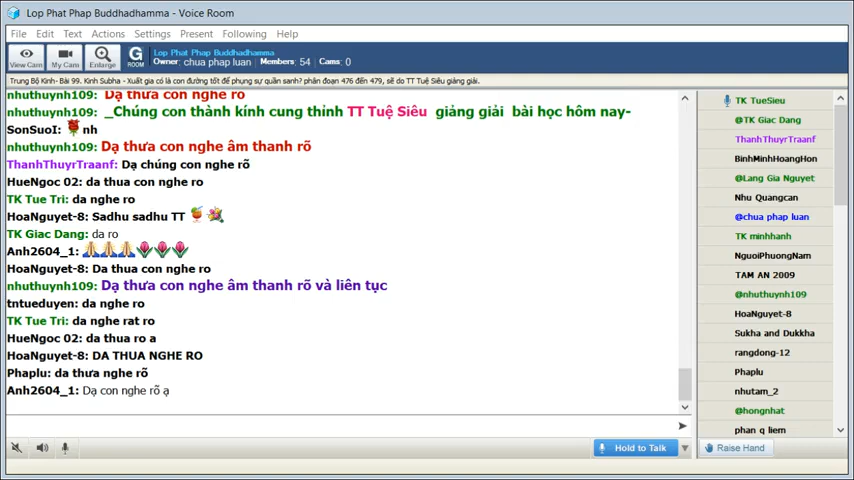 Lop Phat Phap Buddhadhamma - Voice Room
File Edit Text Actions Settings Present Following Help
View Cam My Cam Enlarge G ROOM
Lop Phat Phap Buddhadhamma
Owner: chua phap luan Members: 54 Cams: 0
Trung Bộ Kinh- Bài 99. Kinh Subha - Xuất gia có là con đường tốt để phụng sự quần sanh? phân đoạn 476 đến 479, sẽ do TT Tuệ Siêu giảng giải.
nhuthuynh109: Dạ thưa con nghe rõ
nhuthuynh109: _Chúng con thành kính cung thỉnh TT Tuệ Siêu giảng giải bài học hôm nay-
SonSuoI: nh
nhuthuynh109: Dạ thưa con nghe âm thanh rõ
ThanhThuyrTraanf: Dạ chúng con nghe rõ
HueNgoc 02: da thua con nghe ro
TK Tue Tri: da nghe ro
HoaNguyet-8: Sadhu sadhu TT
TK Giac Dang: da ro
Anh2604_1:
HoaNguyet-8: Da thua con nghe ro
nhuthuynh109: Dạ thưa con nghe âm thanh rõ và liên tục
tntueduyen: da nghe ro
TK Tue Tri: da nghe rat ro
HueNgoc 02: da thua ro a
HoaNguyet-8: DA THUA NGHE RO
Phaplu: da thưa nghe rõ
Anh2604_1: Dạ con nghe rõ ạ
TK TueSieu
@TK Giac Dang
ThanhThuyrTraanf
BinhMinhHoangHon
@Lang Gia Nguyet
Nhu Quangcan
@chua phap luan
TK minhhanh
NguoiPhuongNam
TAM AN 2009
@nhuthuynh109
HoaNguyet-8
Sukha and Dukkha
rangdong-12
Phaplu
nhutam_2
@hongnhat
phan q liem
Hold to Talk
Raise Hand